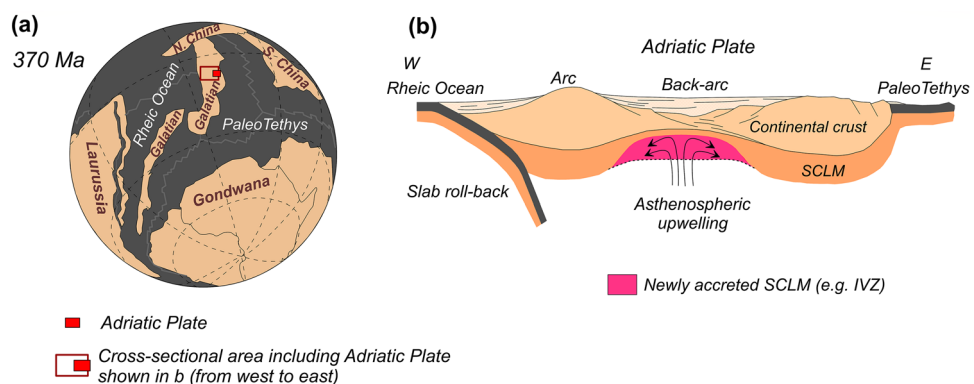 (a)
370 Ma
N. China
S. China
Rheic Ocean
Galatian
Galatian
PaleoTethys
Laurussia
Gondwana
Adriatic Plate
Cross-sectional area including Adriatic Plate
shown in b (from west to east)
(b)
Adriatic Plate
W
E
Rheic Ocean
Arc
Back-arc
PaleoTethys
Continental crust
SCLM
Slab roll-back
Asthenospheric
upwelling
Newly accreted SCLM (e.g. IVZ)